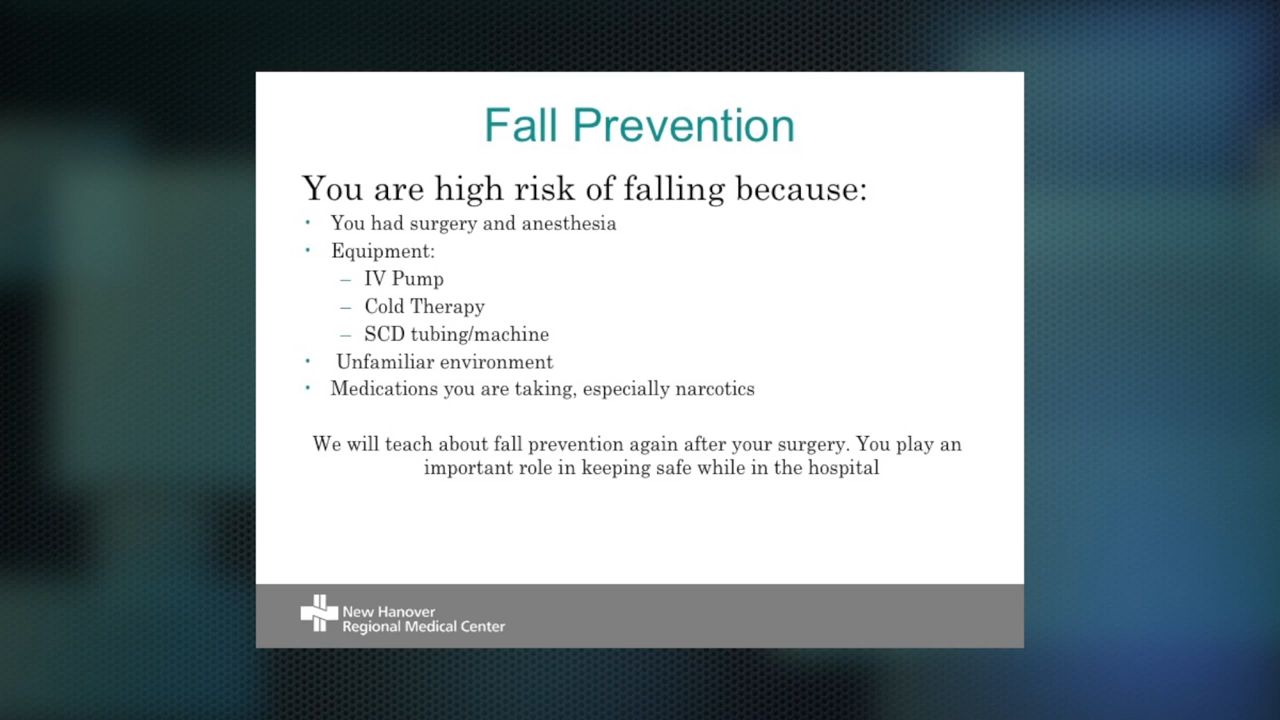 Fall Prevention
You are high risk of falling because:
• You had surgery and anesthesia
• Equipment:
– IV Pump
– Cold Therapy
– SCD tubing/machine
• Unfamiliar environment
• Medications you are taking, especially narcotics
We will teach about fall prevention again after your surgery. You play an
important role in keeping safe while in the hospital
New Hanover
Regional Medical Center